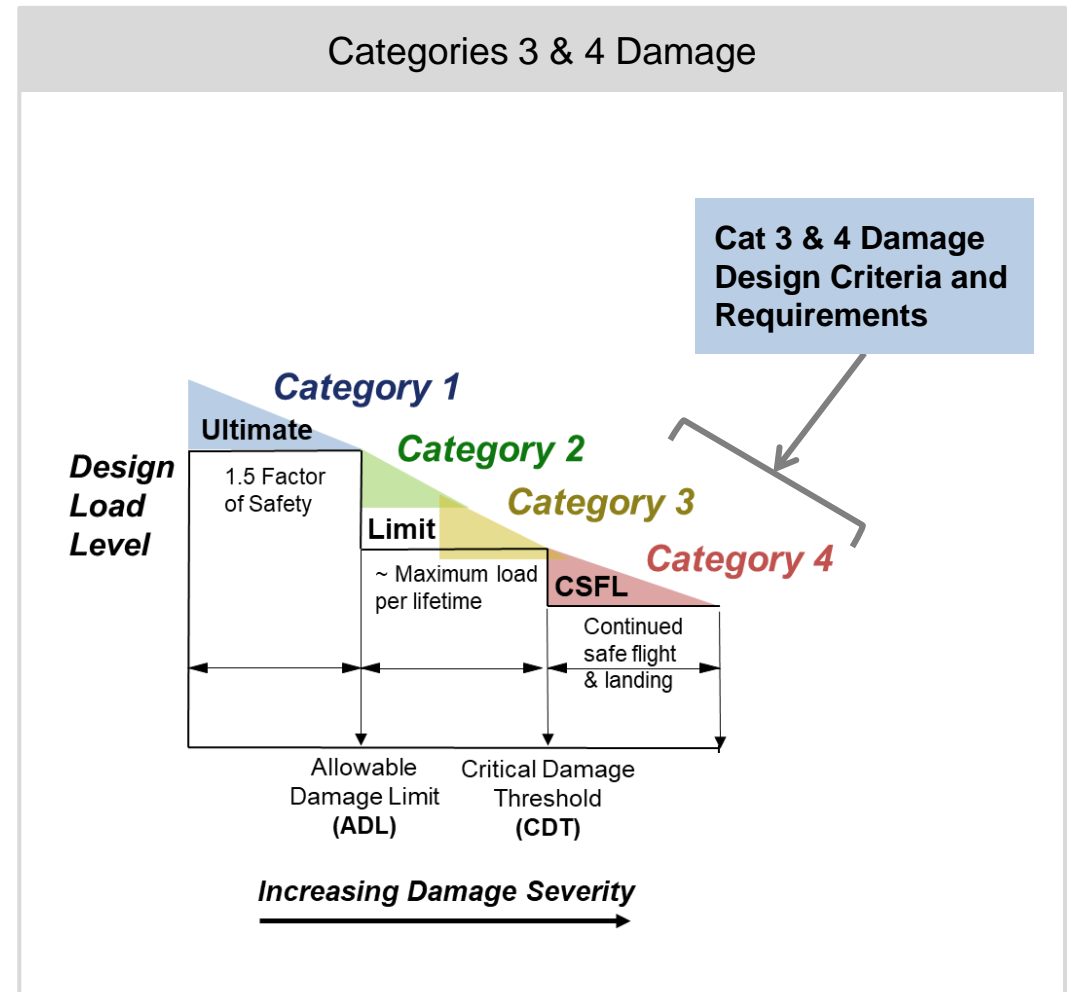 Categories 3 & 4 Damage
Cat 3 & 4 Damage
Design Criteria and
Requirements
Category 1
Ultimate
Category 2
Design
Load
Level
1.5 Factor
of Safety
Category 3
Limit
Category 4
~ Maximum load
per lifetime
CSFL
Continued
safe flight
& landing
Allowable
Damage Limit
(ADL)
Critical Damage
Threshold
(CDT)
Increasing Damage Severity